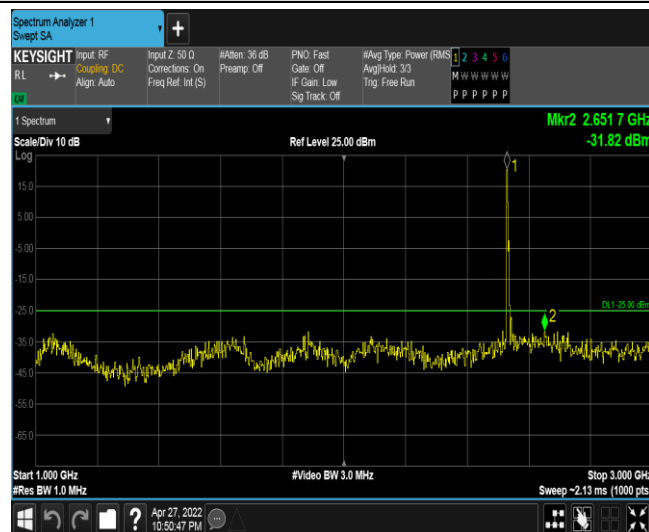 Spectrum Analyzer 1
Swept SA
+
KEYSIGHT Input: RF Input Z: 50 Ω #Atten: 36 dB PNO: Fast #Avg Type: Power (RMS 1 2 3 4 5 6
RL Coupling: DC Corrections: On Preamp: Off Gate: Off Avg|Hold: 3/3 M W W W W W
Align: Auto Freq Ref: Int (S) IF Gain: Low Trig: Free Run
Sig Track: Off P P P P P P
1 Spectrum
Mkr2 2.651 7 GHz
Scale/Div 10 dB Ref Level 25.00 dBm -31.82 dBm
Log
1
15.0
5.00
-5.00
-15.0
-25.0 DL1 -25.00 dBm
2
-35.0
-45.0
-55.0
-65.0
Start 1.000 GHz #Video BW 3.0 MHz Stop 3.000 GHz
#Res BW 1.0 MHz Sweep ~2.13 ms (1000 pts
? Apr 27, 2022
10:50:47 PM